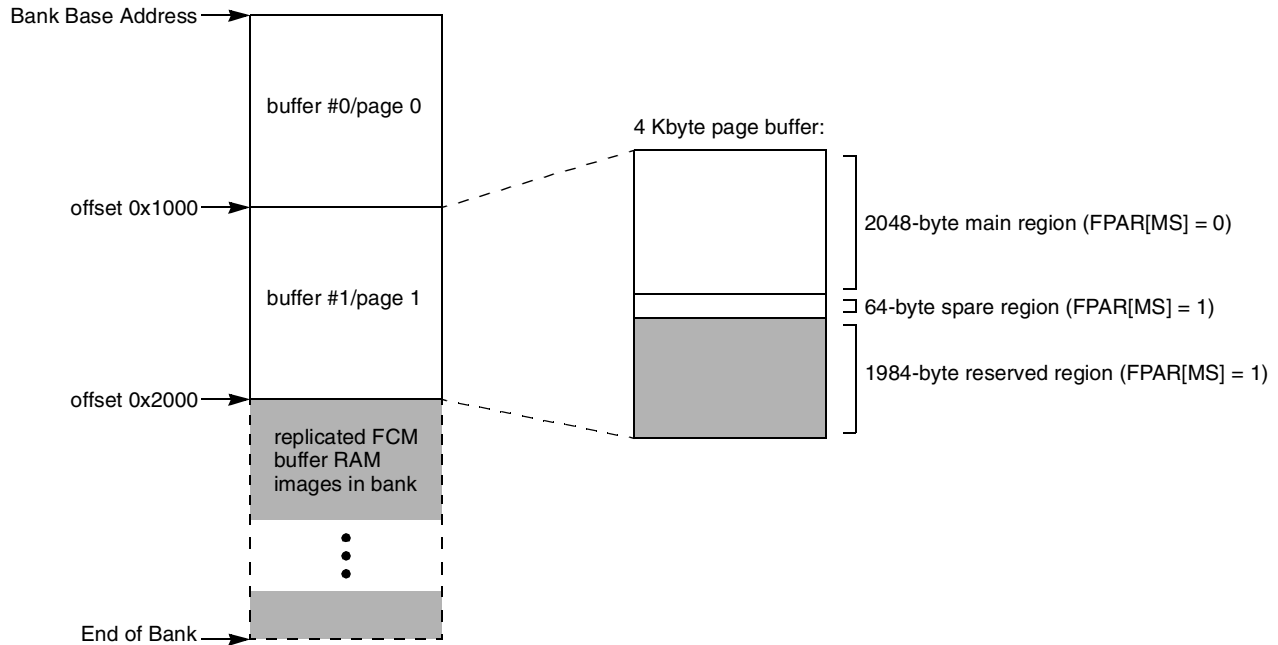 Bank Base Address
buffer #0/page 0
4 Kbyte page buffer:
offset 0x1000
2048-byte main region (FPAR[MS] = 0)
buffer #1/page 1
64-byte spare region (FPAR[MS] = 1)
1984-byte reserved region (FPAR[MS] = 1)
offset 0x2000
replicated FCM
buffer RAM
images in bank
End of Bank